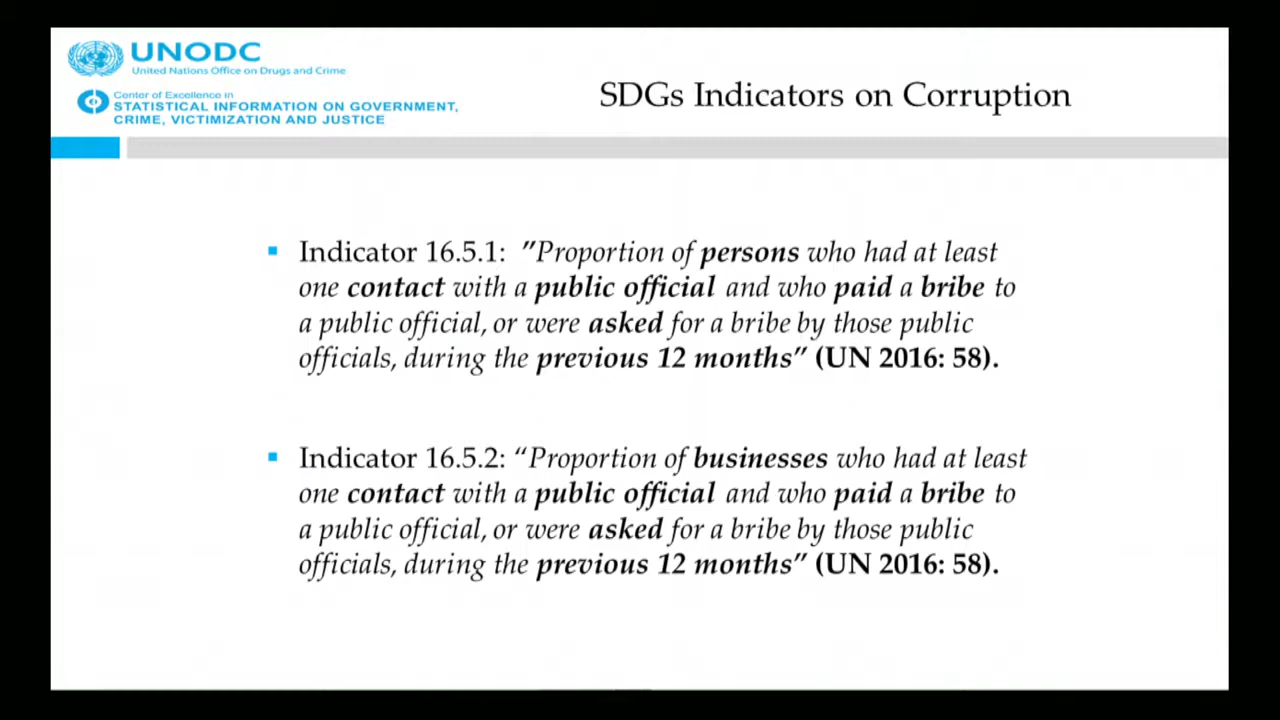 UNODC
United Nations Office on Drugs and Crime
Center of Excellence in
STATISTICAL INFORMATION ON GOVERNMENT,
CRIME, VICTIMIZATION AND JUSTICE
SDGs Indicators on Corruption
▪ Indicator 16.5.1: ”Proportion of persons who had at least
one contact with a public official and who paid a bribe to
a public official, or were asked for a bribe by those public
officials, during the previous 12 months” (UN 2016: 58).
▪ Indicator 16.5.2: “Proportion of businesses who had at least
one contact with a public official and who paid a bribe to
a public official, or were asked for a bribe by those public
officials, during the previous 12 months” (UN 2016: 58).